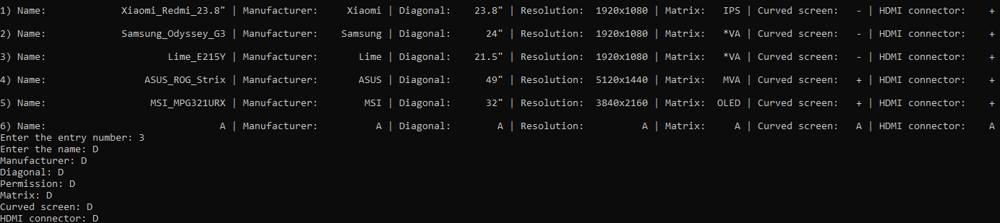 1) Name:             Xiaomi_Redmi_23.8" | Manufacturer:     Xiaomi | Diagonal:    23.8" | Resolution:  1920x1080 | Matrix:   IPS | Curved screen:   - | HDMI connector:    +
2) Name:             Samsung_Odyssey_G3 | Manufacturer:    Samsung | Diagonal:      24" | Resolution:  1920x1080 | Matrix:   *VA | Curved screen:   - | HDMI connector:    +
3) Name:                     Lime_E215Y | Manufacturer:       Lime | Diagonal:    21.5" | Resolution:  1920x1080 | Matrix:   *VA | Curved screen:   - | HDMI connector:    +
4) Name:                 ASUS_ROG_Strix | Manufacturer:       ASUS | Diagonal:      49" | Resolution:  5120x1440 | Matrix:   MVA | Curved screen:   + | HDMI connector:    +
5) Name:                  MSI_MPG321URX | Manufacturer:        MSI | Diagonal:      32" | Resolution:  3840x2160 | Matrix:  OLED | Curved screen:   + | HDMI connector:    +
6) Name:                              A | Manufacturer:          A | Diagonal:        A | Resolution:          A | Matrix:     A | Curved screen:   A | HDMI connector:    A
Enter the entry number: 3
Enter the name: D
Manufacturer: D
Diagonal: D
Permission: D
Matrix: D
Curved screen: D
HDMI connector: D